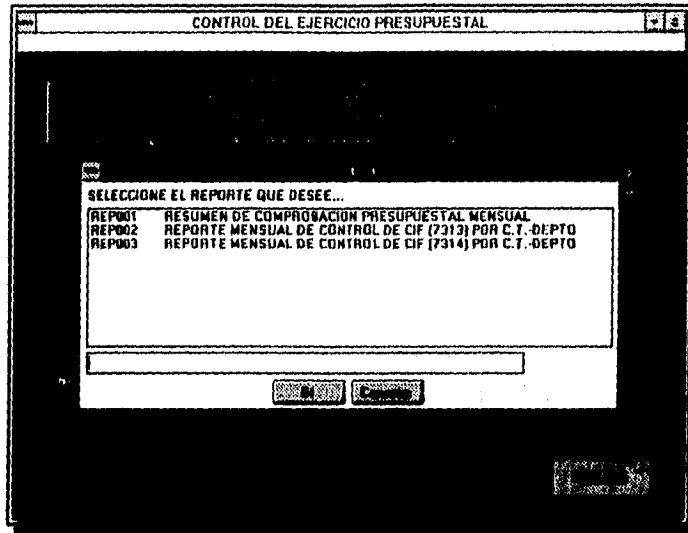 CONTROL DEL EJERCICIO PRESUPUESTAL
SELECCIONE EL REPORTE QUE DESEE...
REP001 RESUMEN DE COMPROBACION PRESUPUESTAL MENSUAL
REP002 REPORTE MENSUAL DE CONTROL DE CIF (7313) POR C.T.-DEPTO
REP003 REPORTE MENSUAL DE CONTROL DE CIF (7314) POR C.T.-DEPTO